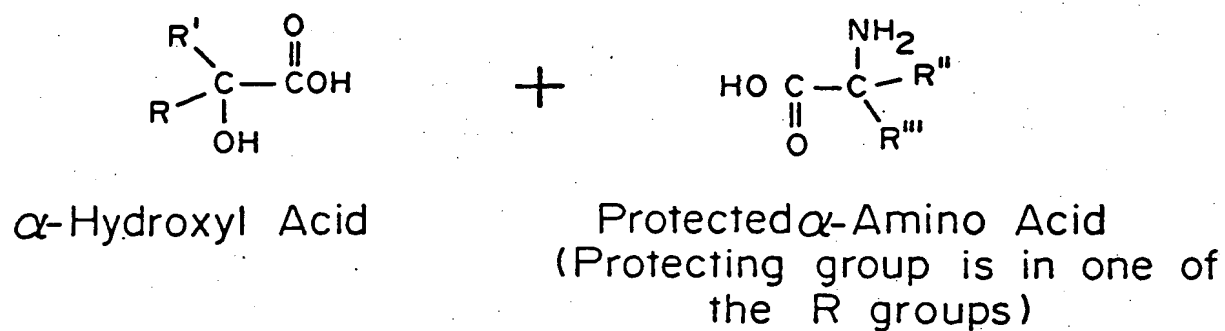 R' O
C — COH
R
OH
+
NH₂
HO C — C — R"
O R'''
α-Hydroxyl Acid
Protected α-Amino Acid
(Protecting group is in one of
the R groups)